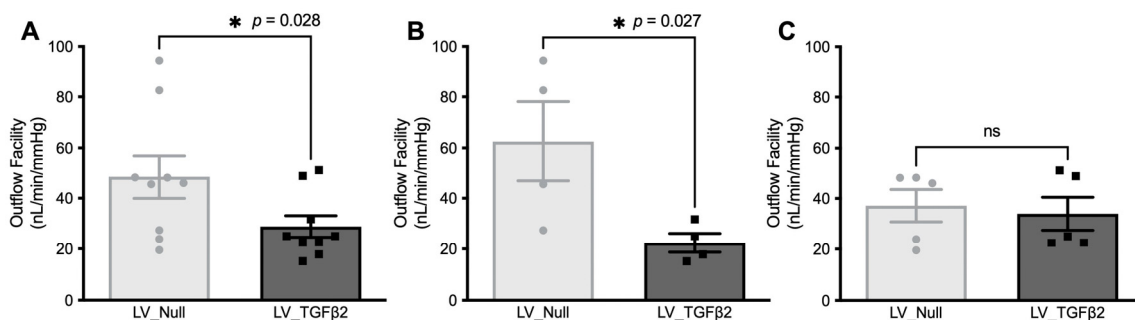 A
* p = 0.028
Outflow Facility
(nL/min/mmHg)
100
80
60
40
20
0
LV_Null
LV_TGFβ2
B
* p = 0.027
Outflow Facility
(nL/min/mmHg)
100
80
60
40
20
0
LV_Null
LV_TGFβ2
C
ns
Outflow Facility
(nL/min/mmHg)
100
80
60
40
20
0
LV_Null
LV_TGFβ2